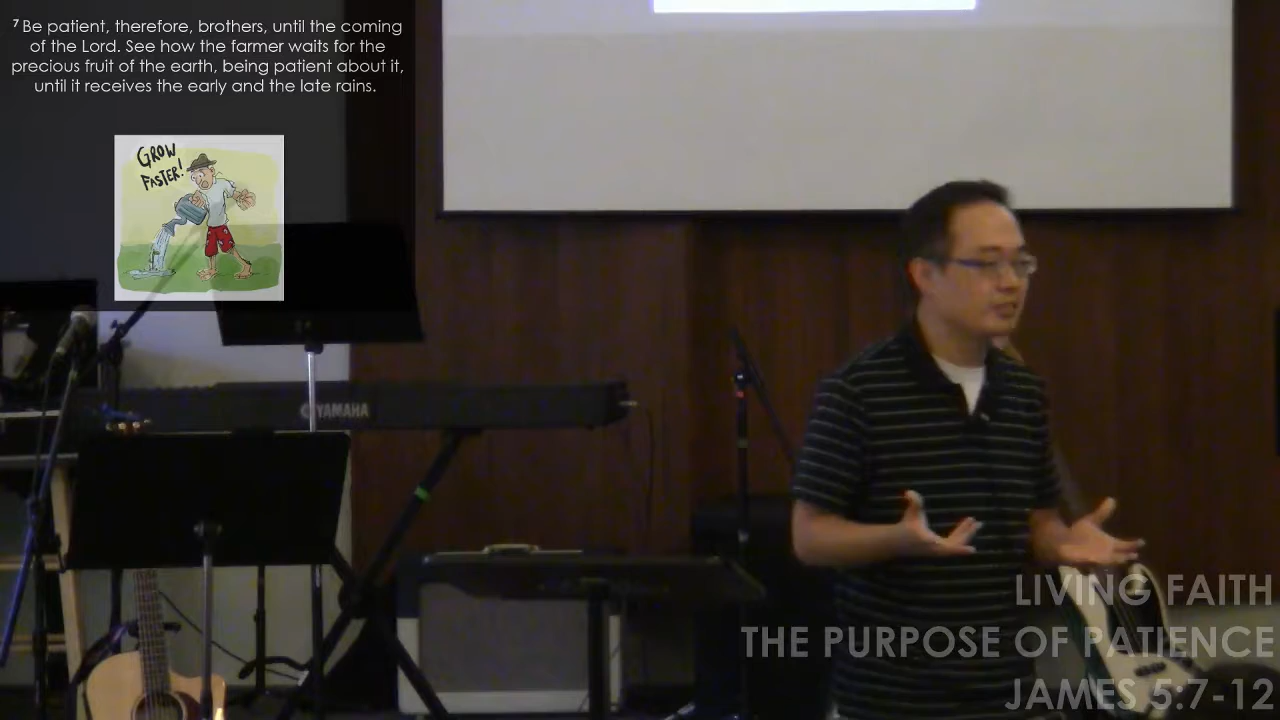 ⁷ Be patient, therefore, brothers, until the coming
of the Lord. See how the farmer waits for the
precious fruit of the earth, being patient about it,
until it receives the early and the late rains.
GROW
FASTER!
YAMAHA
LIVING FAITH
THE PURPOSE OF PATIENCE
JAMES 5:7-12